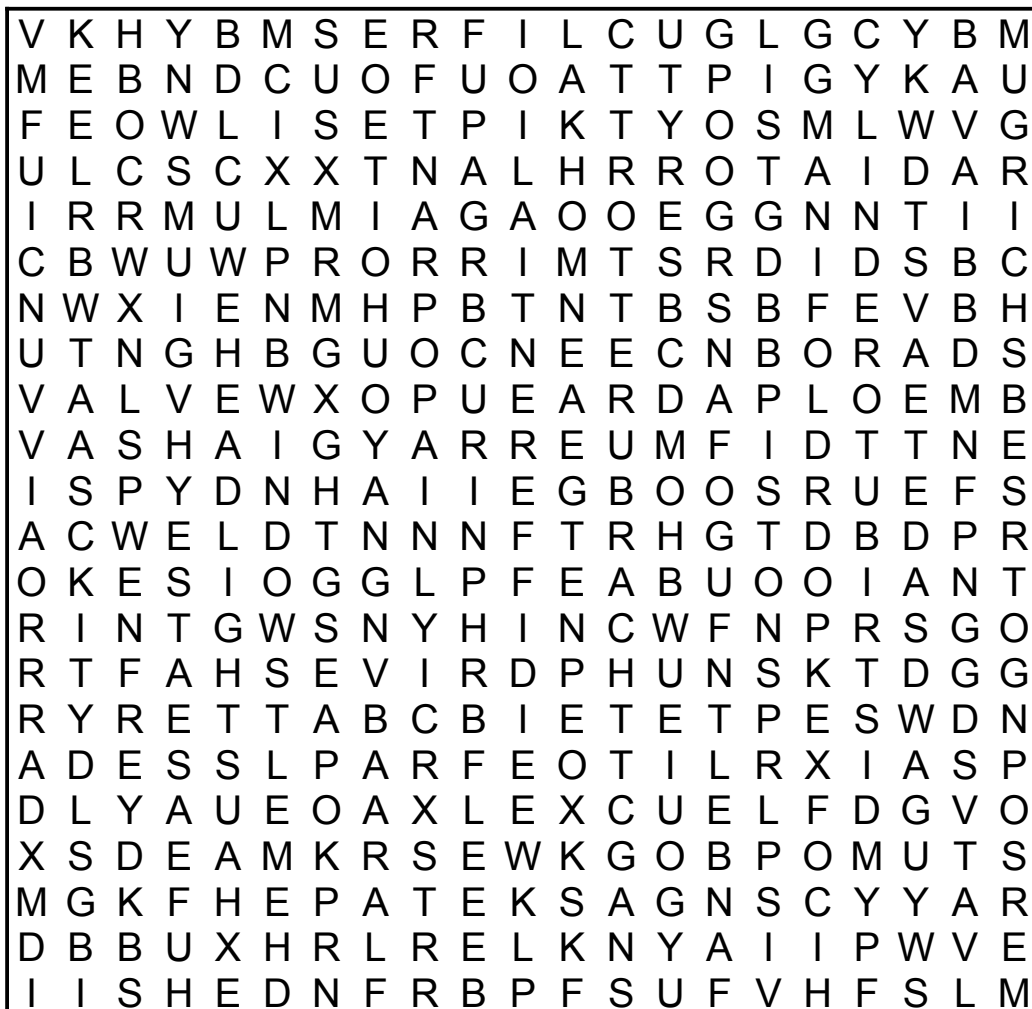 V K H Y B M S E R F I L C U G L G C Y B M
M E B N D C U O F U O A T T P I G Y K A U
F E O W L I S E T P I K T Y O S M L W V G
U L C S C X X T N A L H R R O T A I D A R
I R R M U L M I A G A O O E G G N N T I I
C B W U W P R O R R I M T S R D I D S B C
N W X I E N M H P B T N T B S B F E V B H
U T N G H B G U O C N E E C N B O R A D S
V A L V E W X O P U E A R D A P L O E M B
V A S H A I G Y A R R E U M F I D T T N E
I S P Y D N H A I I E G B O O S R U E F S
A C W E L D T N N N F T R H G T D B D P R
O K E S I O G G L P F E A B U O O I A N T
R I N T G W S N Y H I N C W F N P R S G O
R T F A H S E V I R D P H U N S K T D G G
R Y R E T T A B C B I E T E T P E S W D N
A D E S S L P A R F E O T I L R X I A S P
D L Y A U E O A X L E X C U E L F D G V O
X S D E A M K R S E W K G O B P O M U T S
M G K F H E P A T E K S A G N S C Y Y A R
D B B U X H R L R E L K N Y A I I P W V E
I I S H E D N F R B P F S U F V H F S L M